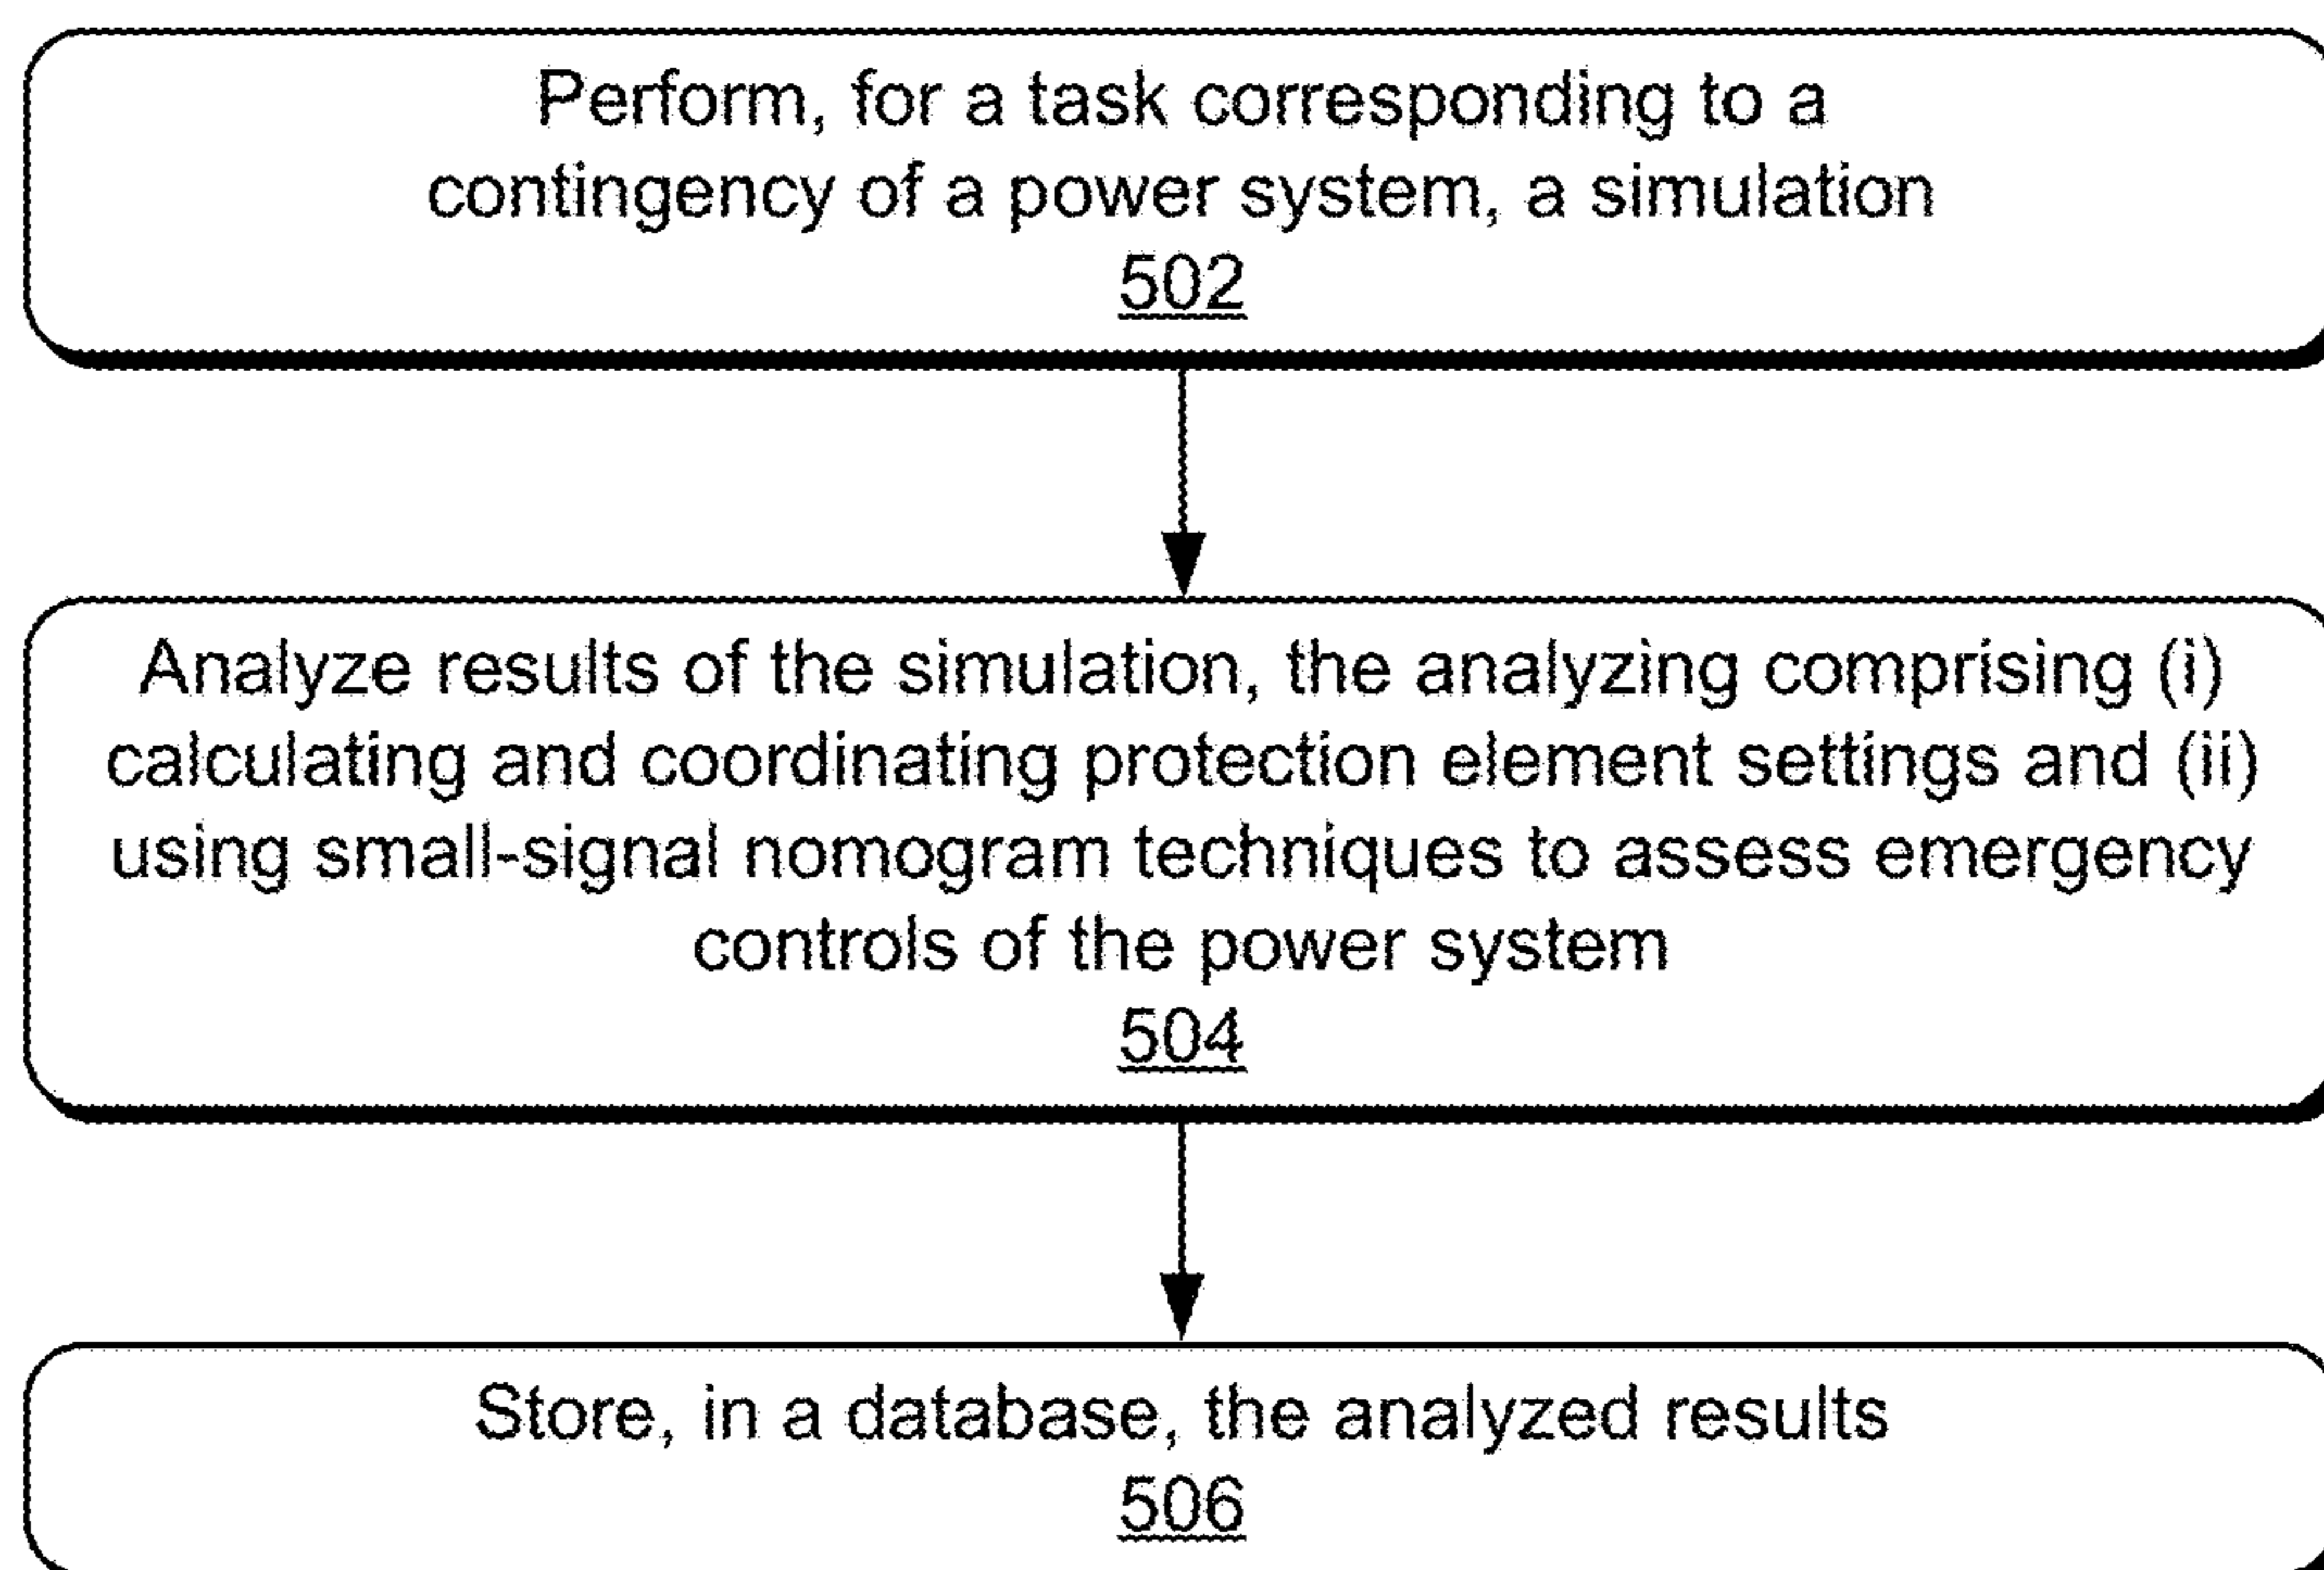 Perform, for a task corresponding to a
contingency of a power system, a simulation
502
Analyze results of the simulation, the analyzing comprising (i)
calculating and coordinating protection element settings and (ii)
using small-signal nomogram techniques to assess emergency
controls of the power system
504
Store, in a database, the analyzed results
506